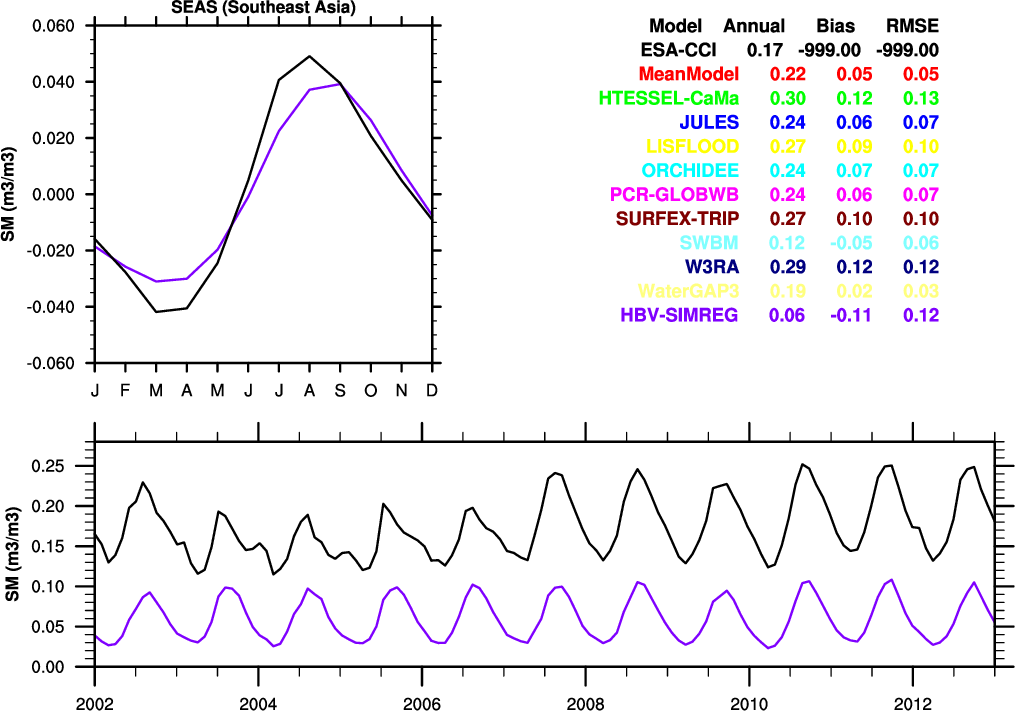 SEAS (Southeast Asia)
0.060
0.040
0.020
0.000
-0.020
-0.040
-0.060
SM (m3/m3)
J F M A M J J A S O N D
Model Annual Bias RMSE
ESA-CCI 0.17 -999.00 -999.00
MeanModel 0.22 0.05 0.05
HTESSEL-CaMa 0.30 0.12 0.13
JULES 0.24 0.06 0.07
LISFLOOD 0.27 0.09 0.10
ORCHIDEE 0.24 0.07 0.07
PCR-GLOBWB 0.24 0.06 0.07
SURFEX-TRIP 0.27 0.10 0.10
SWBM 0.12 -0.05 0.06
W3RA 0.29 0.12 0.12
WaterGAP3 0.19 0.02 0.03
HBV-SIMREG 0.06 -0.11 0.12
0.25
0.20
0.15
0.10
0.05
0.00
SM (m3/m3)
2002 2004 2006 2008 2010 2012